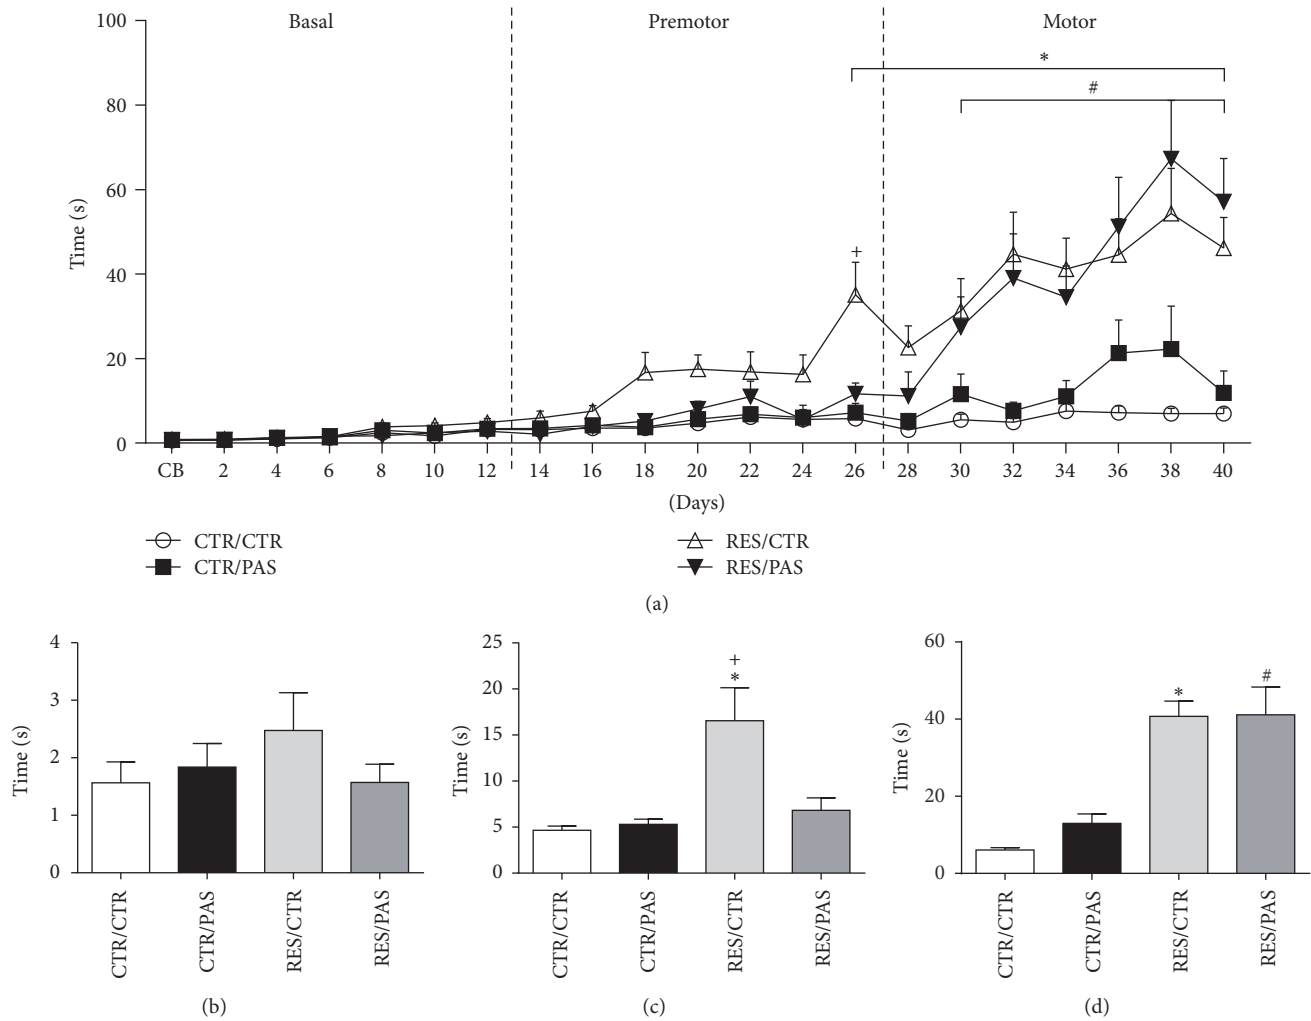 Basal Premotor Motor
100
80
60
40
20
0
Time (s)
*
#
+
CB 2 4 6 8 10 12 14 16 18 20 22 24 26 28 30 32 34 36 38 40
(Days)
CTR/CTR RES/CTR
CTR/PAS RES/PAS
(a)
4
3
2
1
0
Time (s)
CTR/CTR
CTR/PAS
RES/CTR
RES/PAS
(b)
25
20
15
10
5
0
Time (s)
+
*
CTR/CTR
CTR/PAS
RES/CTR
RES/PAS
(c)
60
40
20
0
Time (s)
*
#
CTR/CTR
CTR/PAS
RES/CTR
RES/PAS
(d)